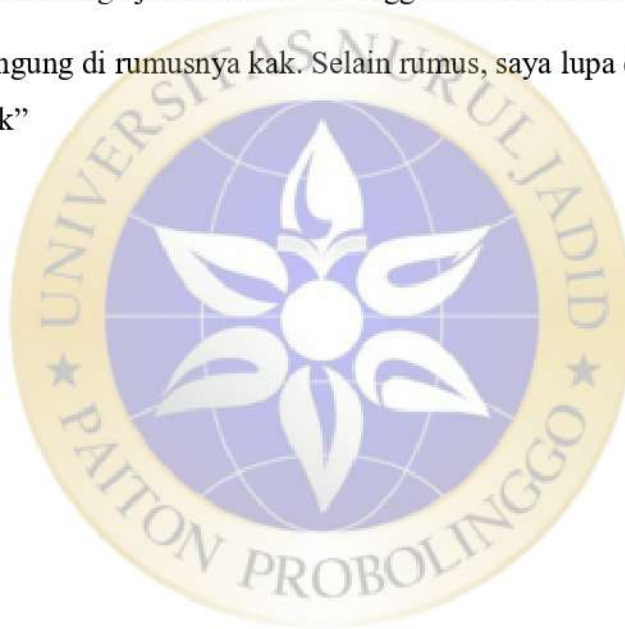 ngung di rumusnya kak. Selain rumus, saya lupa
k”
UNIVERSITAS NURUL JADID
PAITON PROBOLINGGO